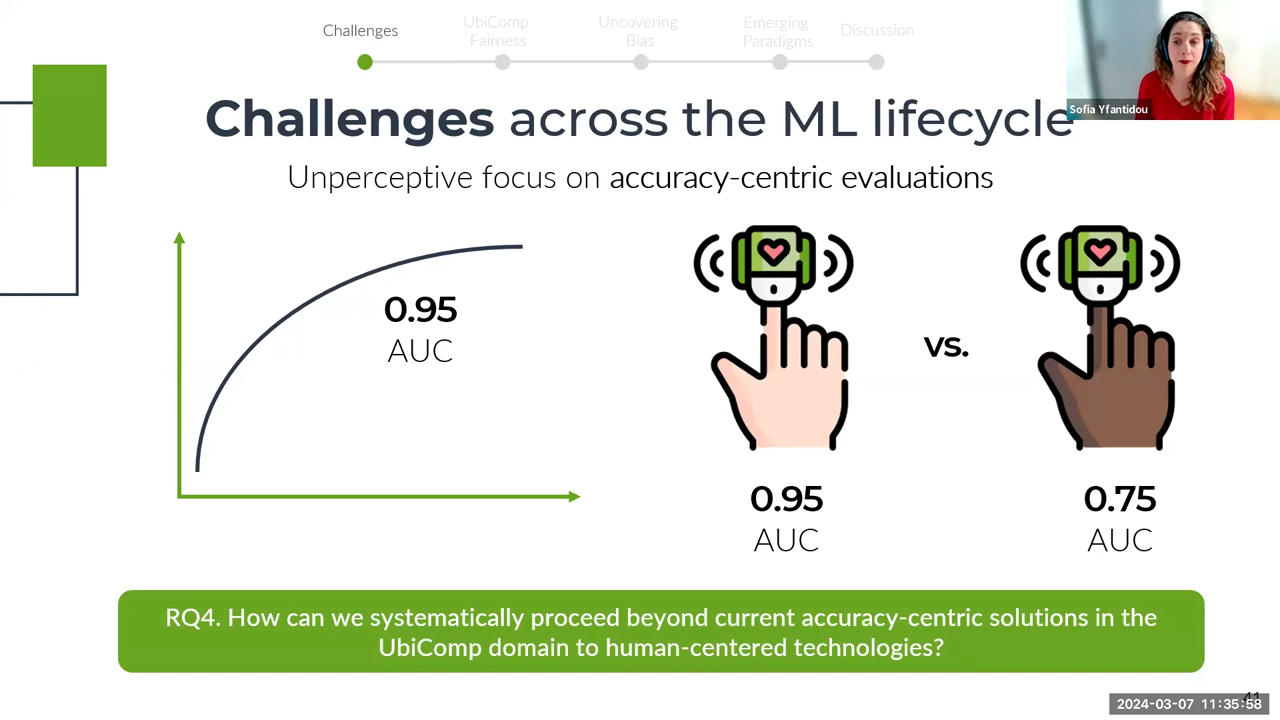 Challenges
UbiComp
Fairness
Uncovering
Bias
Emerging
Paradigms
Discussion
Sofia Yfantidou
Challenges across the ML lifecycle
Unperceptive focus on accuracy-centric evaluations
0.95
AUC
vs.
0.95
AUC
0.75
AUC
RQ4. How can we systematically proceed beyond current accuracy-centric solutions in the
UbiComp domain to human-centered technologies?
41
2024-03-07 11:35:58